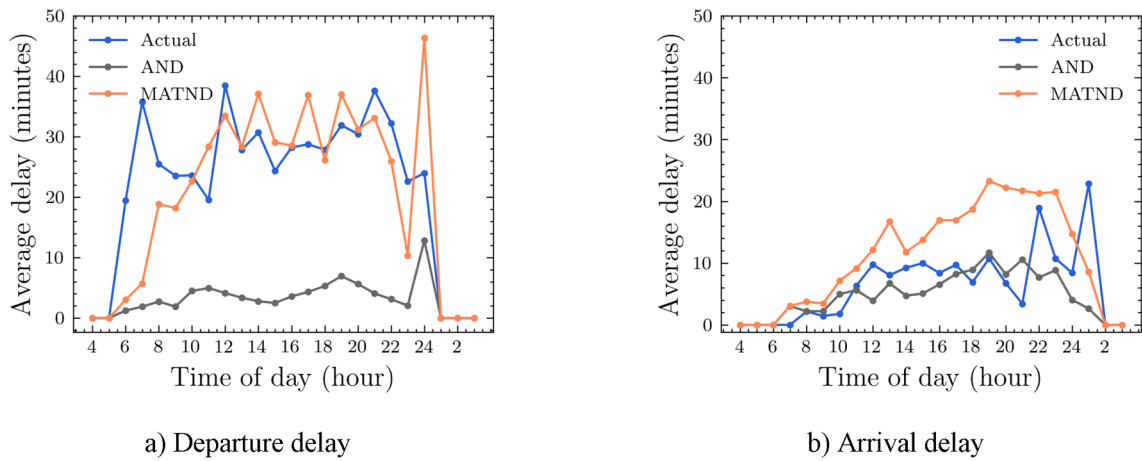 50
40
30
20
10
0
Average delay (minutes)
Actual
AND
MATND
4 6 8 10 12 14 16 18 20 22 24 2
Time of day (hour)
a) Departure delay
50
40
30
20
10
0
Average delay (minutes)
Actual
AND
MATND
4 6 8 10 12 14 16 18 20 22 24 2
Time of day (hour)
b) Arrival delay